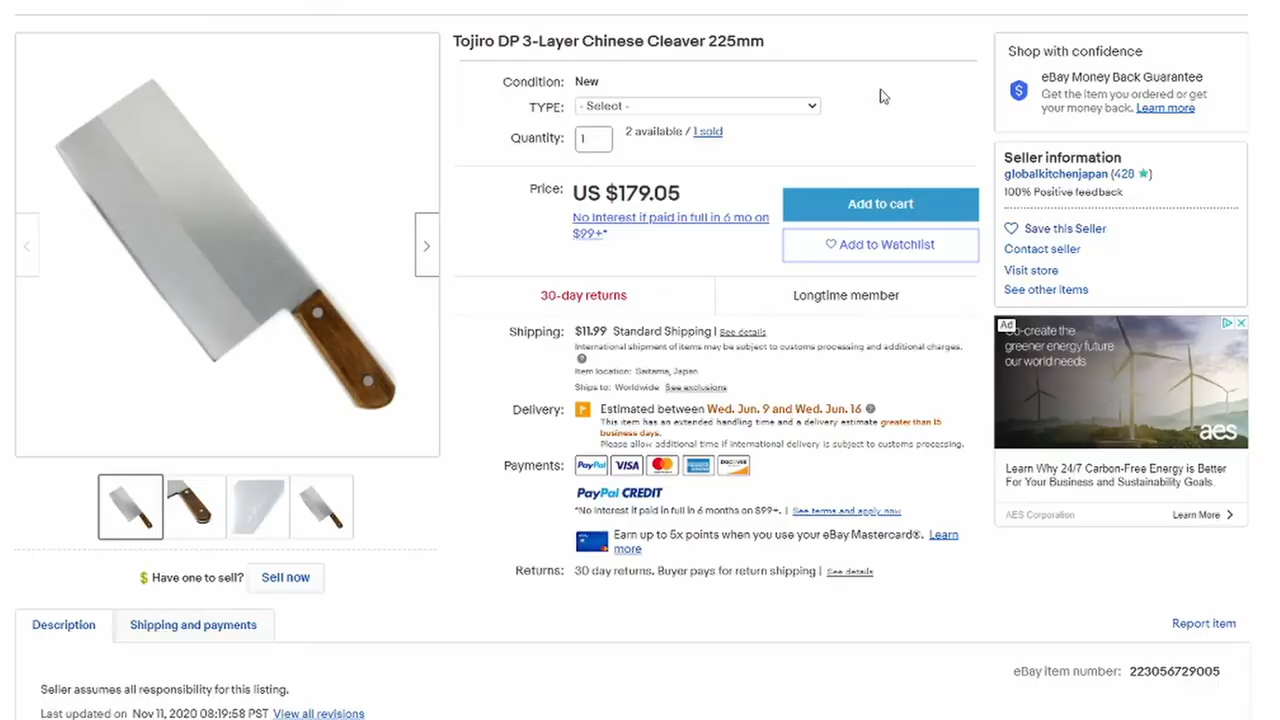 Tojiro DP 3-Layer Chinese Cleaver 225mm
Condition: New
TYPE: - Select -
Quantity: 1 2 available / 1 sold
Price: US $179.05
No Interest if paid in full in 6 mo on
$99+*
Add to cart
Add to Watchlist
30-day returns
Longtime member
Shipping: $11.99 Standard Shipping | See details
International shipment of items may be subject to customs processing and additional charges.
Item location: Saitama, Japan
Ships to: Worldwide See exclusions
Delivery: Estimated between Wed. Jun. 9 and Wed. Jun. 16
This item has an extended handling time and a delivery estimate greater than 15
business days.
Please allow additional time if international delivery is subject to customs processing.
Payments: PayPal VISA MasterCard AMERICAN EXPRESS DISCOVER
PayPal CREDIT
*No Interest if paid in full in 6 months on $99+. | See terms and apply now
Earn up to 5x points when you use your eBay Mastercard®. Learn
more
Returns: 30 day returns. Buyer pays for return shipping | See details
Shop with confidence
eBay Money Back Guarantee
Get the item you ordered or get
your money back. Learn more
Seller information
globalkitchenjapan (428 ★)
100% Positive feedback
Save this Seller
Contact seller
Visit store
See other items
Ad
Co-create the
greener energy future
our world needs
aes
Learn Why 24/7 Carbon-Free Energy is Better
For Your Business and Sustainability Goals.
AES Corporation
Learn More
$ Have one to sell? Sell now
Description
Shipping and payments
Report item
eBay item number: 223056729005
Seller assumes all responsibility for this listing.
Last updated on Nov 11, 2020 08:19:58 PST View all revisions